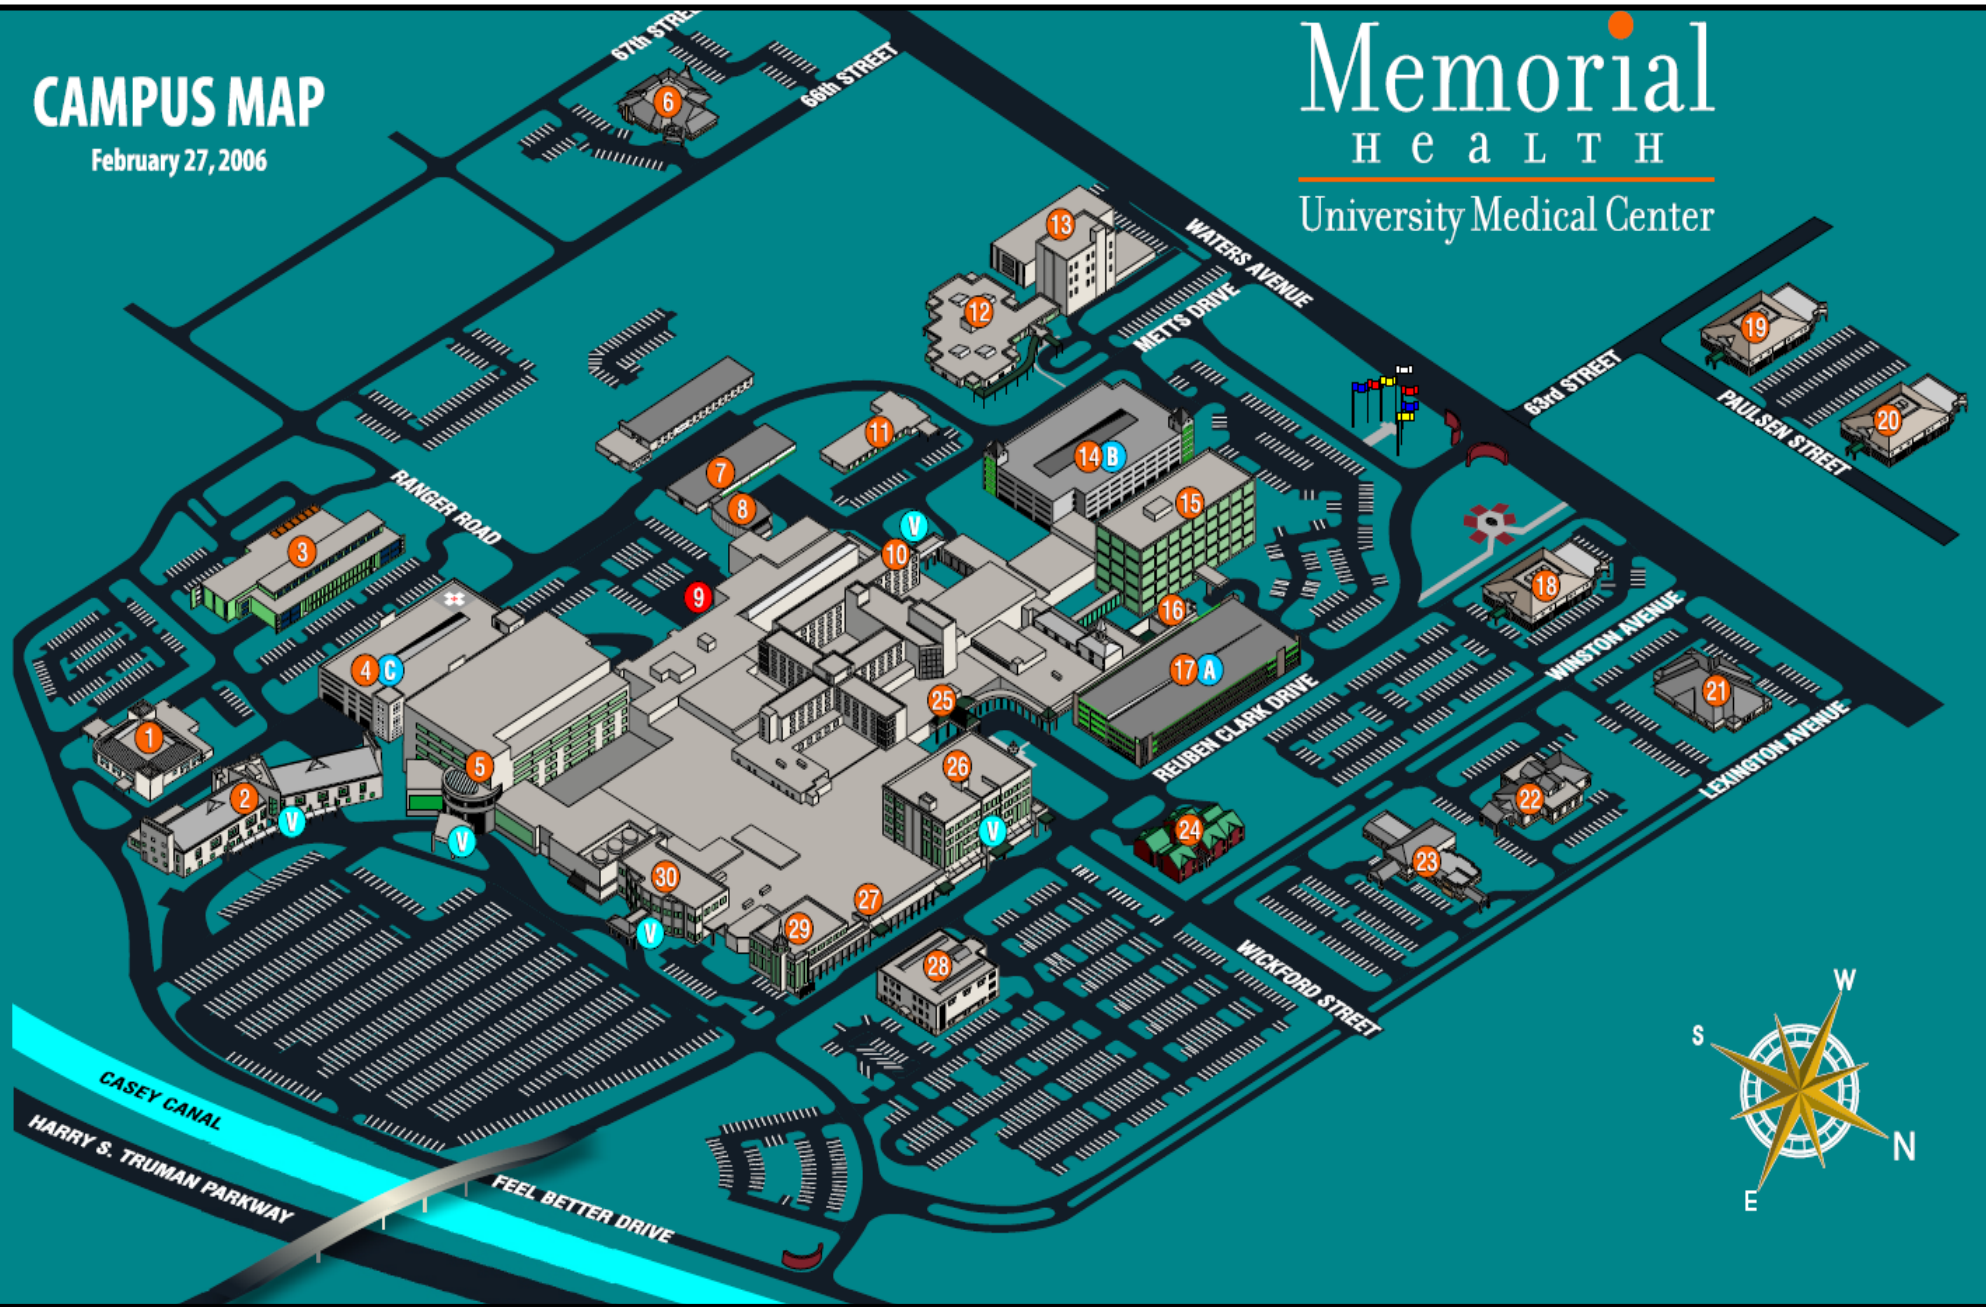 CAMPUS MAP
February 27, 2006
Memorial
HeaLTH
University Medical Center
67th STREET
66th STREET
6
13
WATERS AVENUE
12
METTS DRIVE
19
63rd STREET
20
PAULSEN STREET
11
14 B
7
15
8
RANGER ROAD
V
3
10
18
9
16
WINSTON AVENUE
4 C
17 A
21
25
REUBEN CLARK DRIVE
LEXINGTON AVENUE
1
5
26
2
22
V
V
V
24
23
30
27
29
V
28
WICKFORD STREET
W
S
N
E
CASEY CANAL
HARRY S. TRUMAN PARKWAY
FEEL BETTER DRIVE